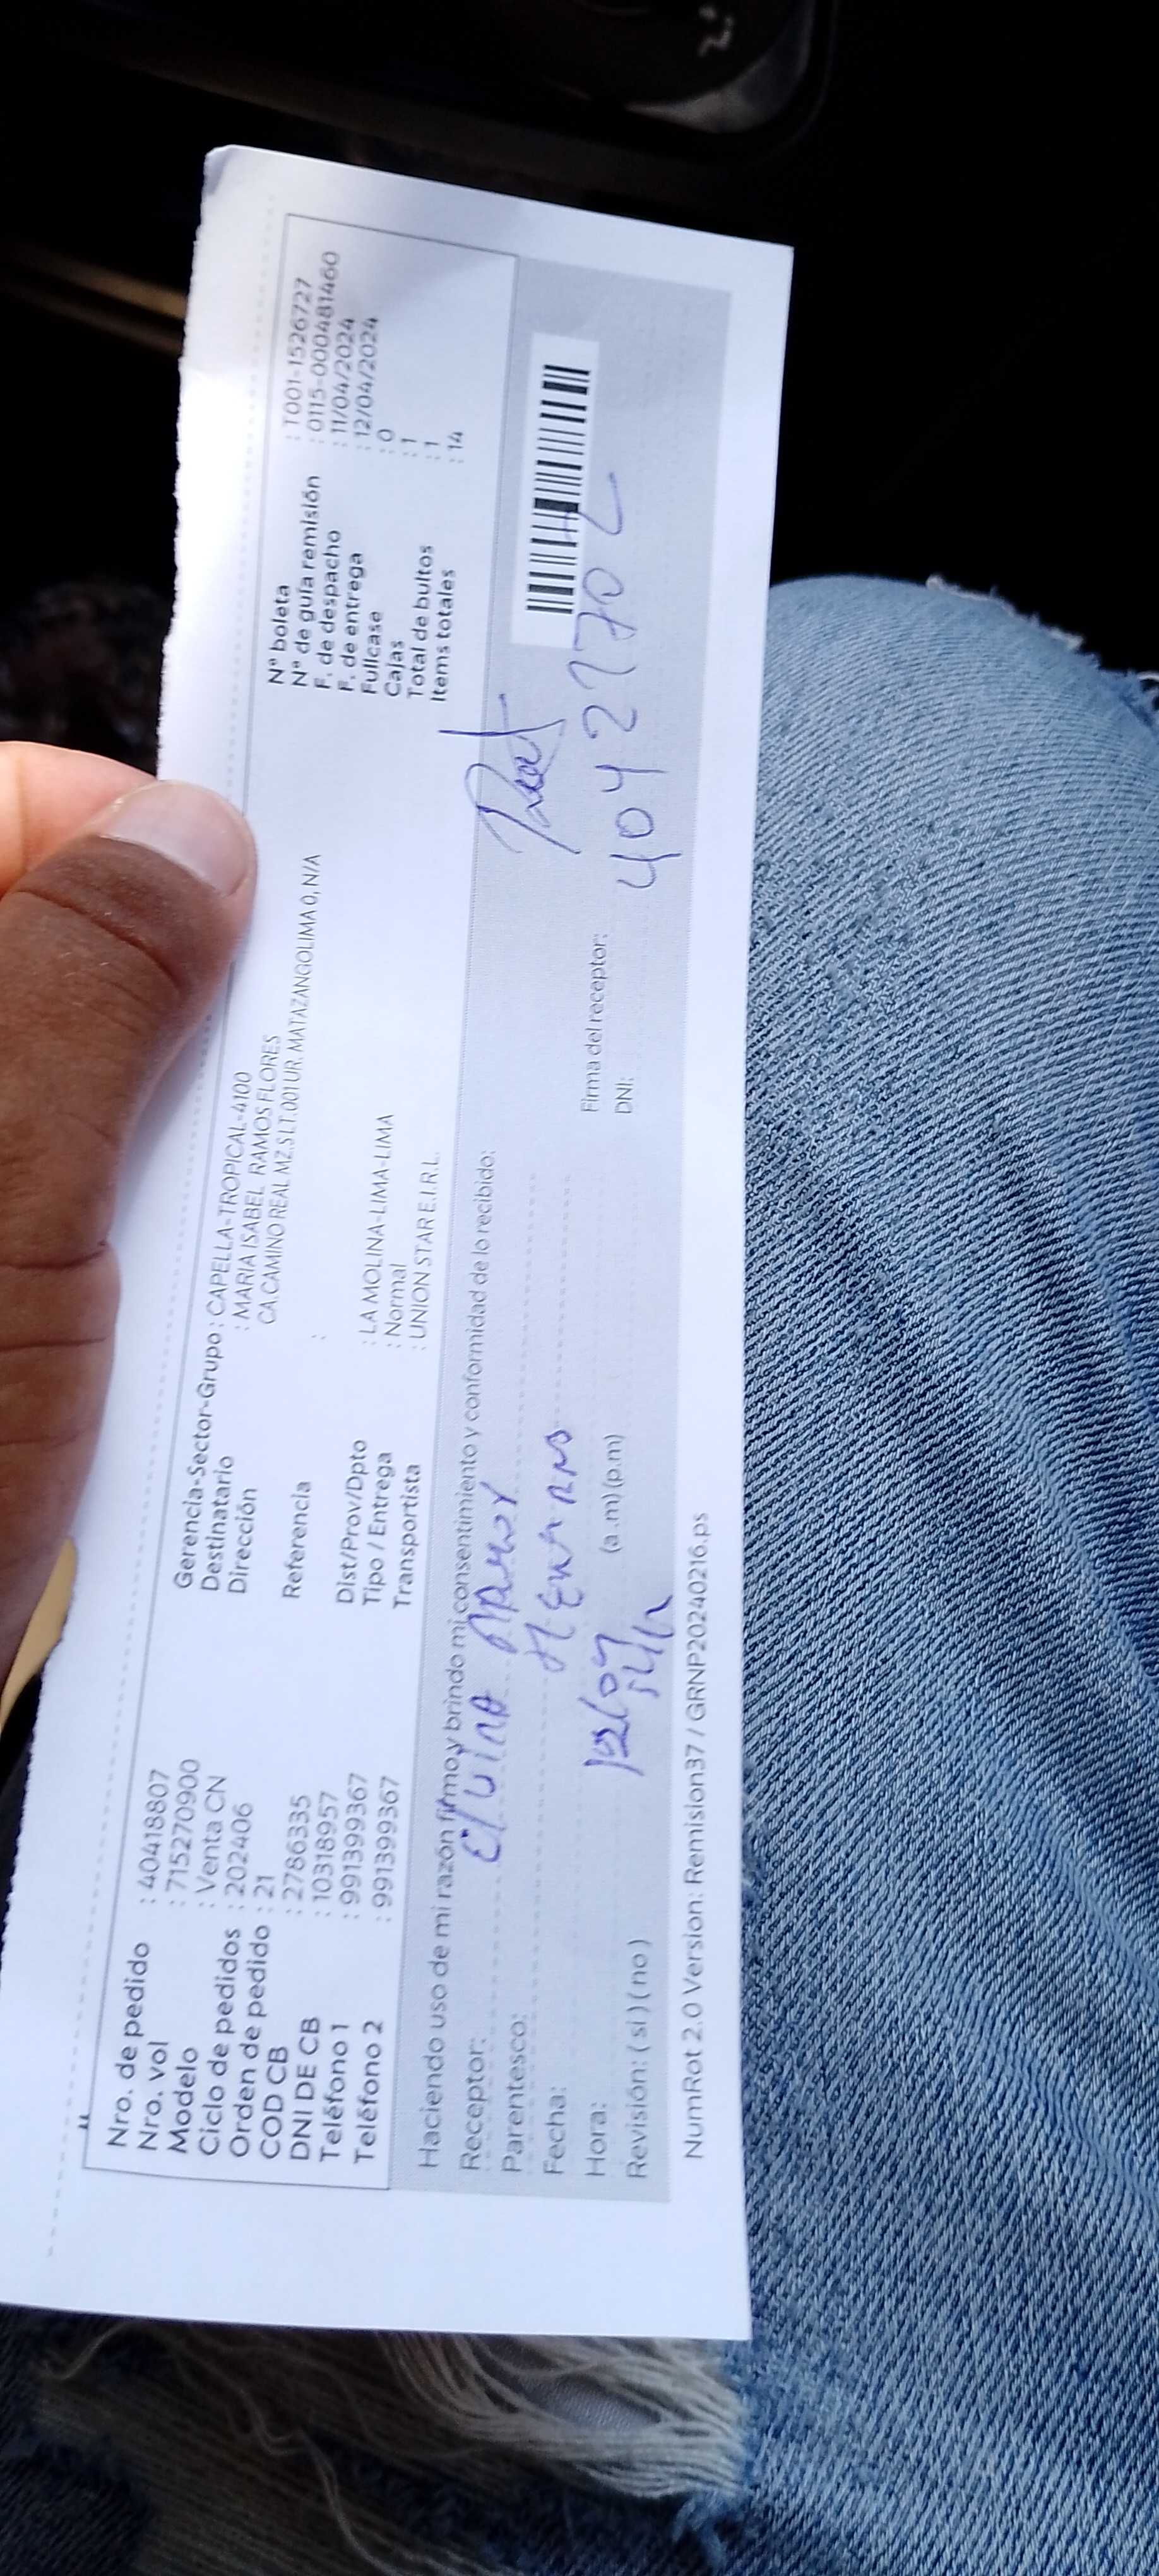 Nro. de pedido : 40418807
Nro. vol : 715270900
Modelo : Venta CN
Ciclo de pedidos : 202406
Orden de pedido : 21
COD CB : 2786335
DNI DE CB : 10318957
Teléfono 1 : 991399367
Teléfono 2 : 991399367
Gerencia-Sector-Grupo : CAPELLA-TROPICAL-4100
Destinatario : MARIA ISABEL RAMOS FLORES
Dirección CA.CAMINO REAL MZ.S LT.001 UR. MATAZANGOLIMA 0, N/A
Referencia :
Dist/Prov/Dpto : LA MOLINA-LIMA-LIMA
Tipo / Entrega : Normal
Transportista : UNION STAR E.I.R.L.
N° boleta : T001-1526727
N° de guía remisión : 0115-000481460
F. de despacho : 11/04/2024
F. de entrega : 12/04/2024
Fullcase : 0
Cajas : 1
Total de bultos : 1
Items totales : 14
Haciendo uso de mi razón firmo y brindo mi consentimiento y conformidad de lo recibido:
Receptor:
Parentesco:
Fecha:
Hora: (a.m) (p.m)
Revisión: ( si ) ( no )
Firma del receptor:
DNI:
NumRot 2.0 Version: Remision37 / GRNP20240216.ps